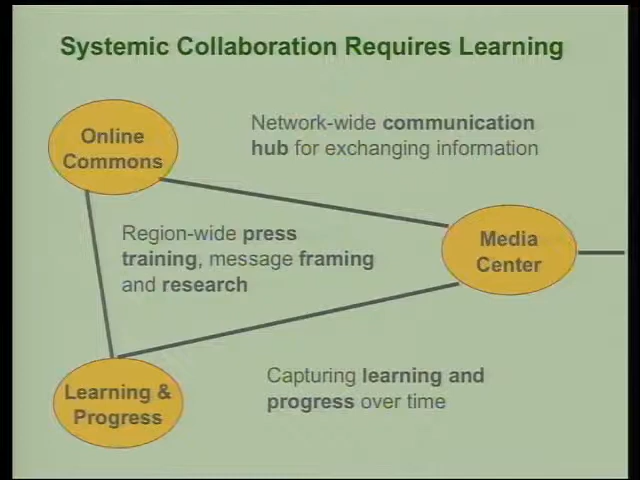 Systemic Collaboration Requires Learning
Online
Commons
Network-wide communication
hub for exchanging information
Region-wide press
training, message framing
and research
Media
Center
Learning &
Progress
Capturing learning and
progress over time